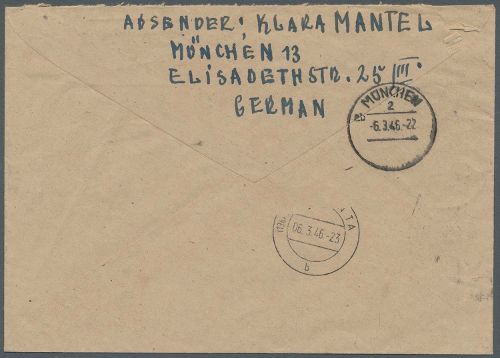 ABSENDER: KLARA MANTEL
MÜNCHEN 13
ELISABETHSTR. 25 III.
GERMAN
MÜNCHEN
2
-6.3.46.-22
06.3.46.-23
b